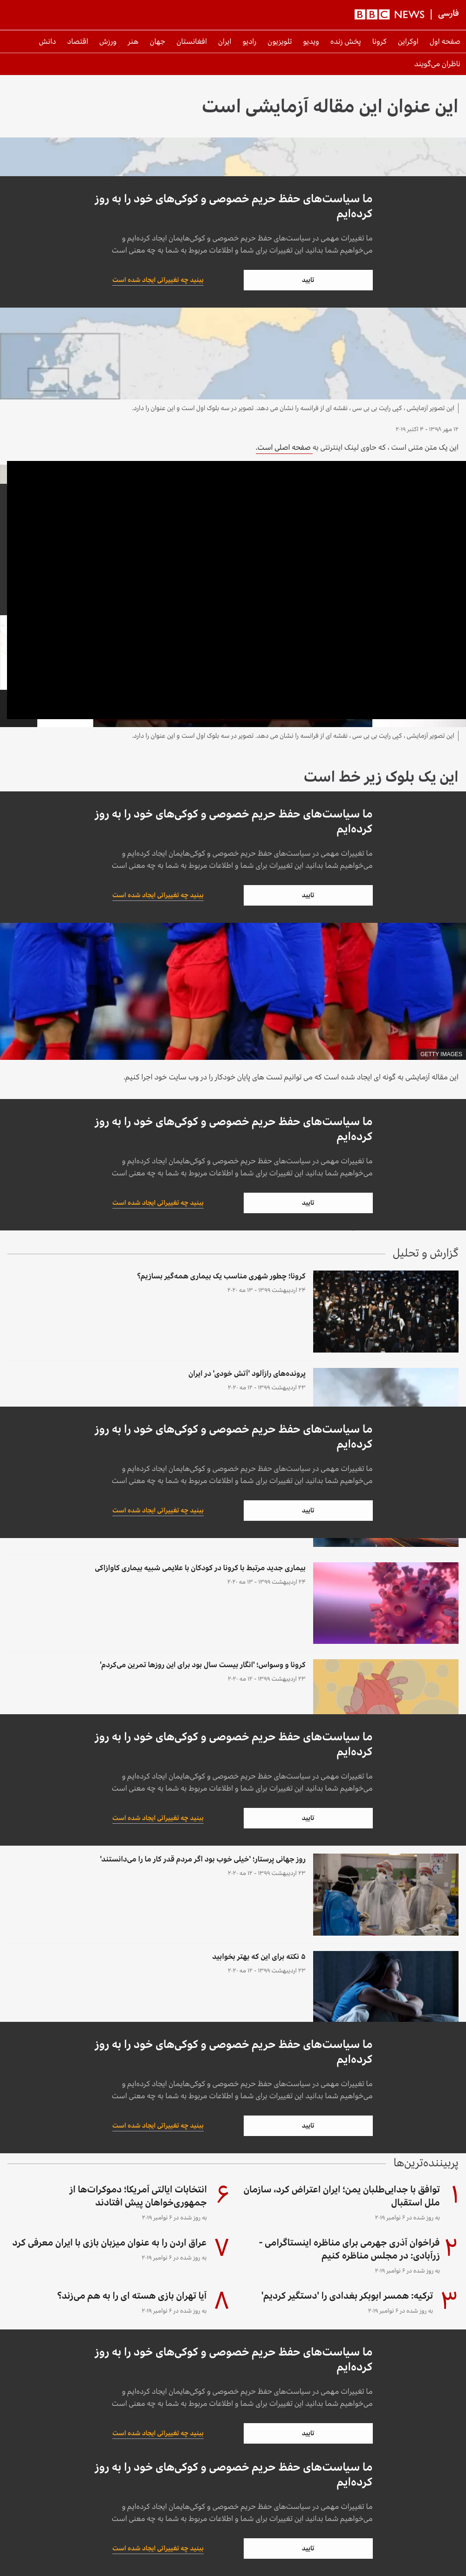 BBC NEWS | فارسی
صفحه اول اوکراین کرونا پخش زنده ویدیو تلویزیون رادیو ایران افغانستان جهان هنر ورزش اقتصاد دانش
ناظران می‌گویند
این عنوان این مقاله آزمایشی است
ما سیاست‌های حفظ حریم خصوصی و کوکی‌های خود را به روز
کرده‌ایم
ما تغییرات مهمی در سیاست‌های حفظ حریم خصوصی و کوکی‌هایمان ایجاد کرده‌ایم و
می‌خواهیم شما بدانید این تغییرات برای شما و اطلاعات مربوط به شما به چه معنی است
تایید
ببنید چه تغییراتی ایجاد شده است
این تصویر آزمایشی ، کپی رایت بی بی سی ، نقشه ای از فرانسه را نشان می دهد. تصویر در سه بلوک اول است و این عنوان را دارد.
۱۲ مهر ۱۳۹۸ - ۴ اکتبر ۲۰۱۹
این یک متن متنی است ، که حاوی لینک اینترنتی به صفحه اصلی است.
این تصویر آزمایشی ، کپی رایت بی بی سی ، نقشه ای از فرانسه را نشان می دهد. تصویر در سه بلوک اول است و این عنوان را دارد.
این یک بلوک زیر خط است
ما سیاست‌های حفظ حریم خصوصی و کوکی‌های خود را به روز
کرده‌ایم
ما تغییرات مهمی در سیاست‌های حفظ حریم خصوصی و کوکی‌هایمان ایجاد کرده‌ایم و
می‌خواهیم شما بدانید این تغییرات برای شما و اطلاعات مربوط به شما به چه معنی است
تایید
ببنید چه تغییراتی ایجاد شده است
GETTY IMAGES
این مقاله آزمایشی به گونه ای ایجاد شده است که می توانیم تست های پایان خودکار را در وب سایت خود اجرا کنیم.
ما سیاست‌های حفظ حریم خصوصی و کوکی‌های خود را به روز
کرده‌ایم
ما تغییرات مهمی در سیاست‌های حفظ حریم خصوصی و کوکی‌هایمان ایجاد کرده‌ایم و
می‌خواهیم شما بدانید این تغییرات برای شما و اطلاعات مربوط به شما به چه معنی است
تایید
ببنید چه تغییراتی ایجاد شده است
گزارش و تحلیل
کرونا؛ چطور شهری مناسب یک بیماری همه‌گیر بسازیم؟
۲۴ اردیبهشت ۱۳۹۹ - ۱۳ مه ۲۰۲۰
پرونده‌های رازآلود 'آتش خودی' در ایران
۲۳ اردیبهشت ۱۳۹۹ - ۱۲ مه ۲۰۲۰
ما سیاست‌های حفظ حریم خصوصی و کوکی‌های خود را به روز
کرده‌ایم
ما تغییرات مهمی در سیاست‌های حفظ حریم خصوصی و کوکی‌هایمان ایجاد کرده‌ایم و
می‌خواهیم شما بدانید این تغییرات برای شما و اطلاعات مربوط به شما به چه معنی است
تایید
ببنید چه تغییراتی ایجاد شده است
بیماری جدید مرتبط با کرونا در کودکان با علایمی شبیه بیماری کاوازاکی
۲۴ اردیبهشت ۱۳۹۹ - ۱۳ مه ۲۰۲۰
کرونا و وسواس؛ 'انگار بیست سال بود برای این روزها تمرین می‌کردم'
۲۳ اردیبهشت ۱۳۹۹ - ۱۲ مه ۲۰۲۰
ما سیاست‌های حفظ حریم خصوصی و کوکی‌های خود را به روز
کرده‌ایم
ما تغییرات مهمی در سیاست‌های حفظ حریم خصوصی و کوکی‌هایمان ایجاد کرده‌ایم و
می‌خواهیم شما بدانید این تغییرات برای شما و اطلاعات مربوط به شما به چه معنی است
تایید
ببنید چه تغییراتی ایجاد شده است
روز جهانی پرستار؛ 'خیلی خوب بود اگر مردم قدر کار ما را می‌دانستند'
۲۳ اردیبهشت ۱۳۹۹ - ۱۲ مه ۲۰۲۰
۵ نکته برای این که بهتر بخوابید
۲۳ اردیبهشت ۱۳۹۹ - ۱۲ مه ۲۰۲۰
ما سیاست‌های حفظ حریم خصوصی و کوکی‌های خود را به روز
کرده‌ایم
ما تغییرات مهمی در سیاست‌های حفظ حریم خصوصی و کوکی‌هایمان ایجاد کرده‌ایم و
می‌خواهیم شما بدانید این تغییرات برای شما و اطلاعات مربوط به شما به چه معنی است
تایید
ببنید چه تغییراتی ایجاد شده است
پربیننده‌ترین‌ها
۱
توافق با جدایی‌طلبان یمن؛ ایران اعتراض کرد، سازمان
ملل استقبال
به روز شده در ۶ نوامبر ۲۰۱۹
۲
فراخوان آذری جهرمی برای مناظره اینستاگرامی -
زرآبادی: در مجلس مناظره کنیم
به روز شده در ۶ نوامبر ۲۰۱۹
۳
ترکیه: همسر ابوبکر بغدادی را 'دستگیر کردیم'
به روز شده در ۶ نوامبر ۲۰۱۹
۶
انتخابات ایالتی آمریکا؛ دموکرات‌ها از
جمهوری‌خواهان پیش افتادند
به روز شده در ۶ نوامبر ۲۰۱۹
۷
عراق اردن را به عنوان میزبان بازی با ایران معرفی کرد
به روز شده در ۶ نوامبر ۲۰۱۹
۸
آیا تهران بازی هسته ای را به هم می‌زند؟
به روز شده در ۶ نوامبر ۲۰۱۹
ما سیاست‌های حفظ حریم خصوصی و کوکی‌های خود را به روز
کرده‌ایم
ما تغییرات مهمی در سیاست‌های حفظ حریم خصوصی و کوکی‌هایمان ایجاد کرده‌ایم و
می‌خواهیم شما بدانید این تغییرات برای شما و اطلاعات مربوط به شما به چه معنی است
تایید
ببنید چه تغییراتی ایجاد شده است
ما سیاست‌های حفظ حریم خصوصی و کوکی‌های خود را به روز
کرده‌ایم
ما تغییرات مهمی در سیاست‌های حفظ حریم خصوصی و کوکی‌هایمان ایجاد کرده‌ایم و
می‌خواهیم شما بدانید این تغییرات برای شما و اطلاعات مربوط به شما به چه معنی است
تایید
ببنید چه تغییراتی ایجاد شده است